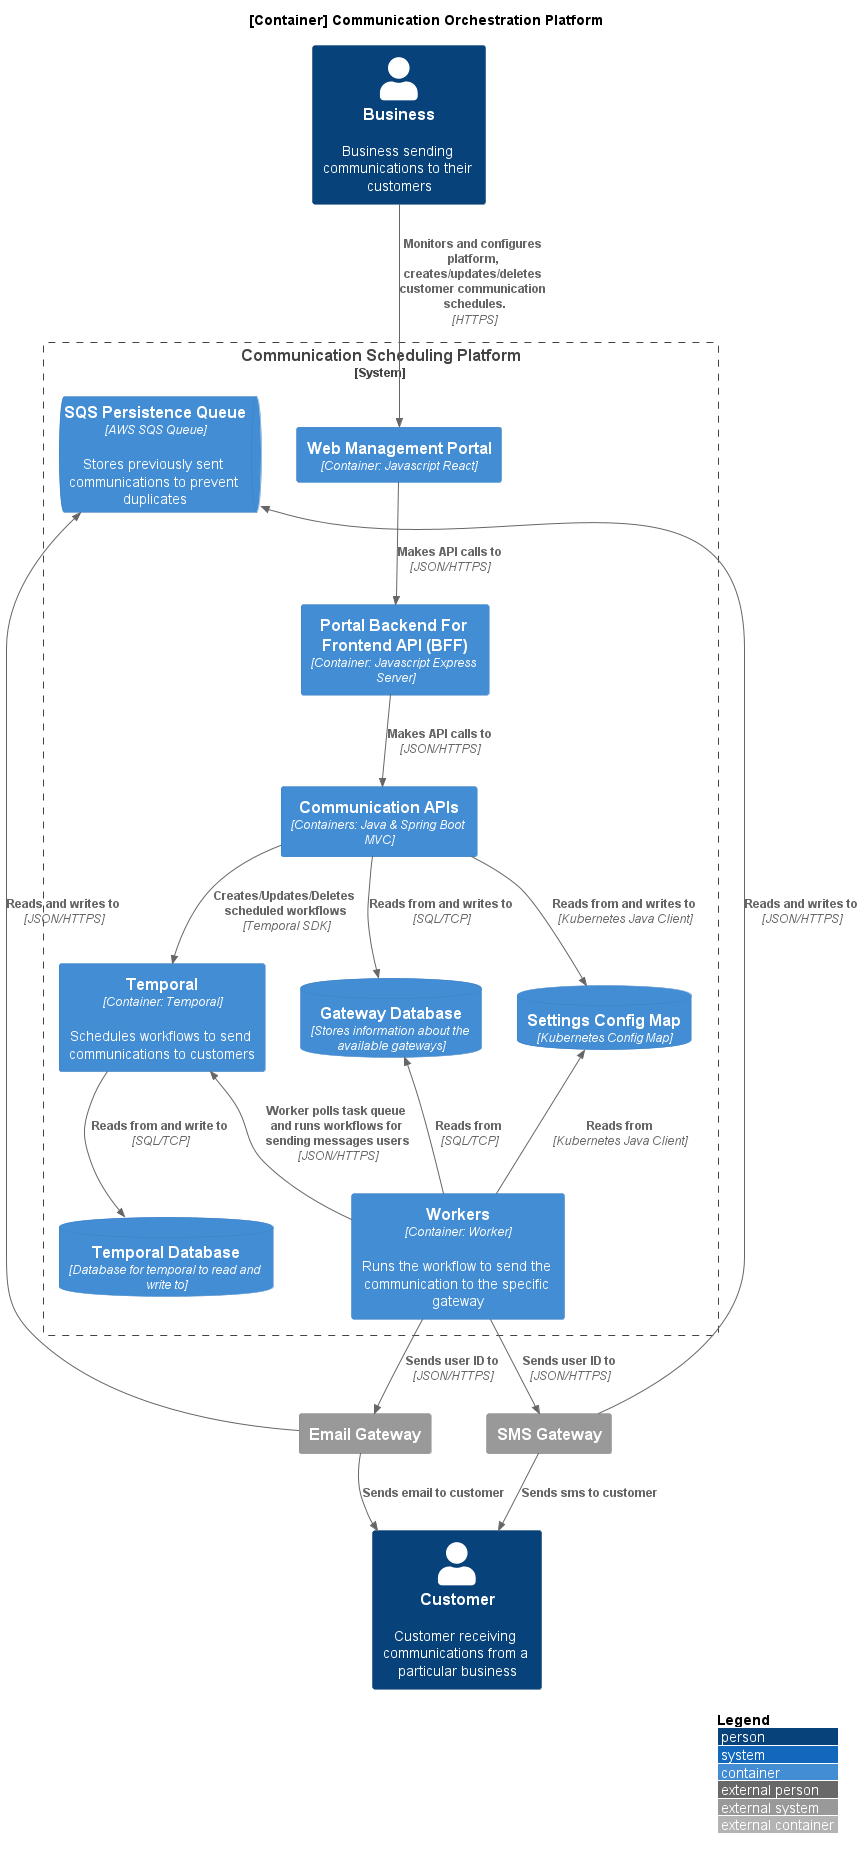 [Container] Communication Orchestration Platform
Business
Business sending
communications to their
customers
Monitors and configures
platform,
creates/updates/deletes
customer communication
schedules.
[HTTPS]
Communication Scheduling Platform
[System]
SQS Persistence Queue
[AWS SQS Queue]
Stores previously sent
communications to prevent
duplicates
Web Management Portal
[Container: Javascript React]
Makes API calls to
[JSON/HTTPS]
Portal Backend For
Frontend API (BFF)
[Container: Javascript Express
Server]
Makes API calls to
[JSON/HTTPS]
Communication APIs
[Containers: Java & Spring Boot
MVC]
Reads and writes to
[JSON/HTTPS]
Creates/Updates/Deletes
scheduled workflows
[Temporal SDK]
Reads from and writes to
[SQL/TCP]
Reads from and writes to
[Kubernetes Java Client]
Reads and writes to
[JSON/HTTPS]
Temporal
[Container: Temporal]
Schedules workflows to send
communications to customers
Gateway Database
[Stores information about the
available gateways]
Settings Config Map
[Kubernetes Config Map]
Reads from and write to
[SQL/TCP]
Worker polls task queue
and runs workflows for
sending messages users
[JSON/HTTPS]
Reads from
[SQL/TCP]
Reads from
[Kubernetes Java Client]
Temporal Database
[Database for temporal to read and
write to]
Workers
[Container: Worker]
Runs the workflow to send the
communication to the specific
gateway
Sends user ID to
[JSON/HTTPS]
Sends user ID to
[JSON/HTTPS]
Email Gateway
SMS Gateway
Sends email to customer
Sends sms to customer
Customer
Customer receiving
communications from a
particular business
Legend
person
system
container
external person
external system
external container